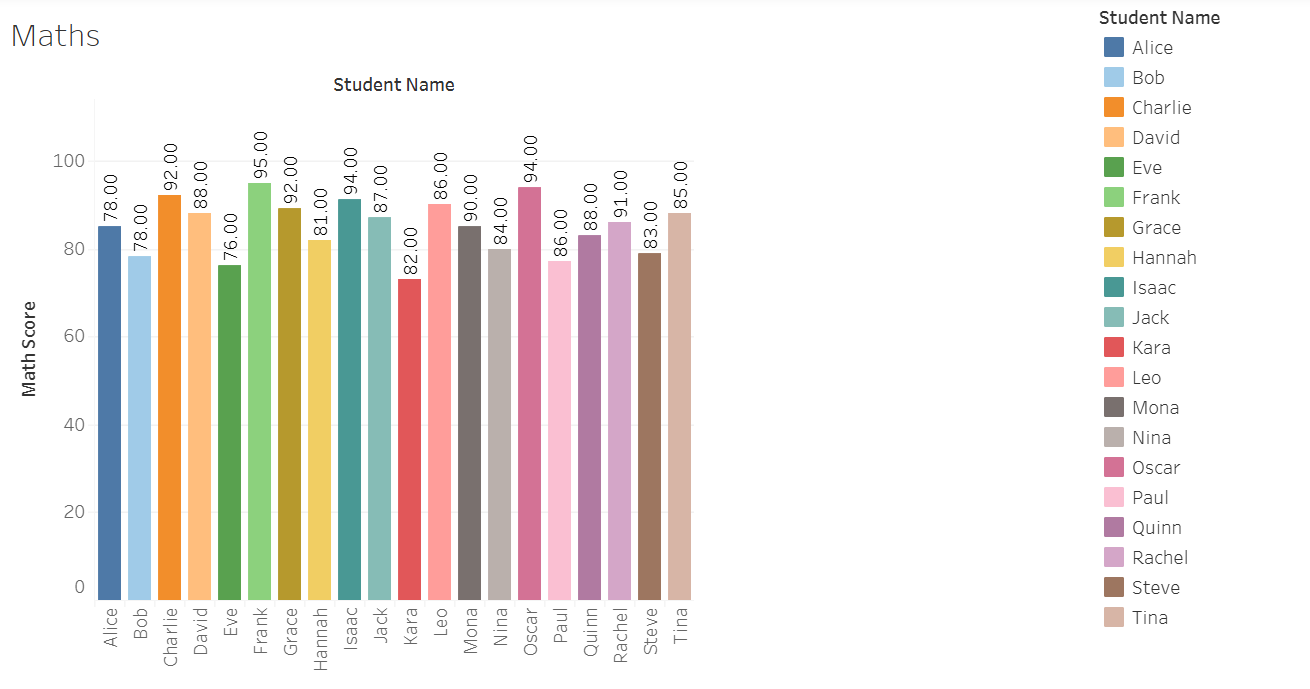 Maths
Student Name
Math Score
100
80
60
40
20
0
78.00
78.00
92.00
88.00
76.00
95.00
92.00
81.00
94.00
87.00
82.00
86.00
90.00
84.00
94.00
86.00
88.00
91.00
83.00
85.00
Alice
Bob
Charlie
David
Eve
Frank
Grace
Hannah
Isaac
Jack
Kara
Leo
Mona
Nina
Oscar
Paul
Quinn
Rachel
Steve
Tina
Student Name
Alice
Bob
Charlie
David
Eve
Frank
Grace
Hannah
Isaac
Jack
Kara
Leo
Mona
Nina
Oscar
Paul
Quinn
Rachel
Steve
Tina